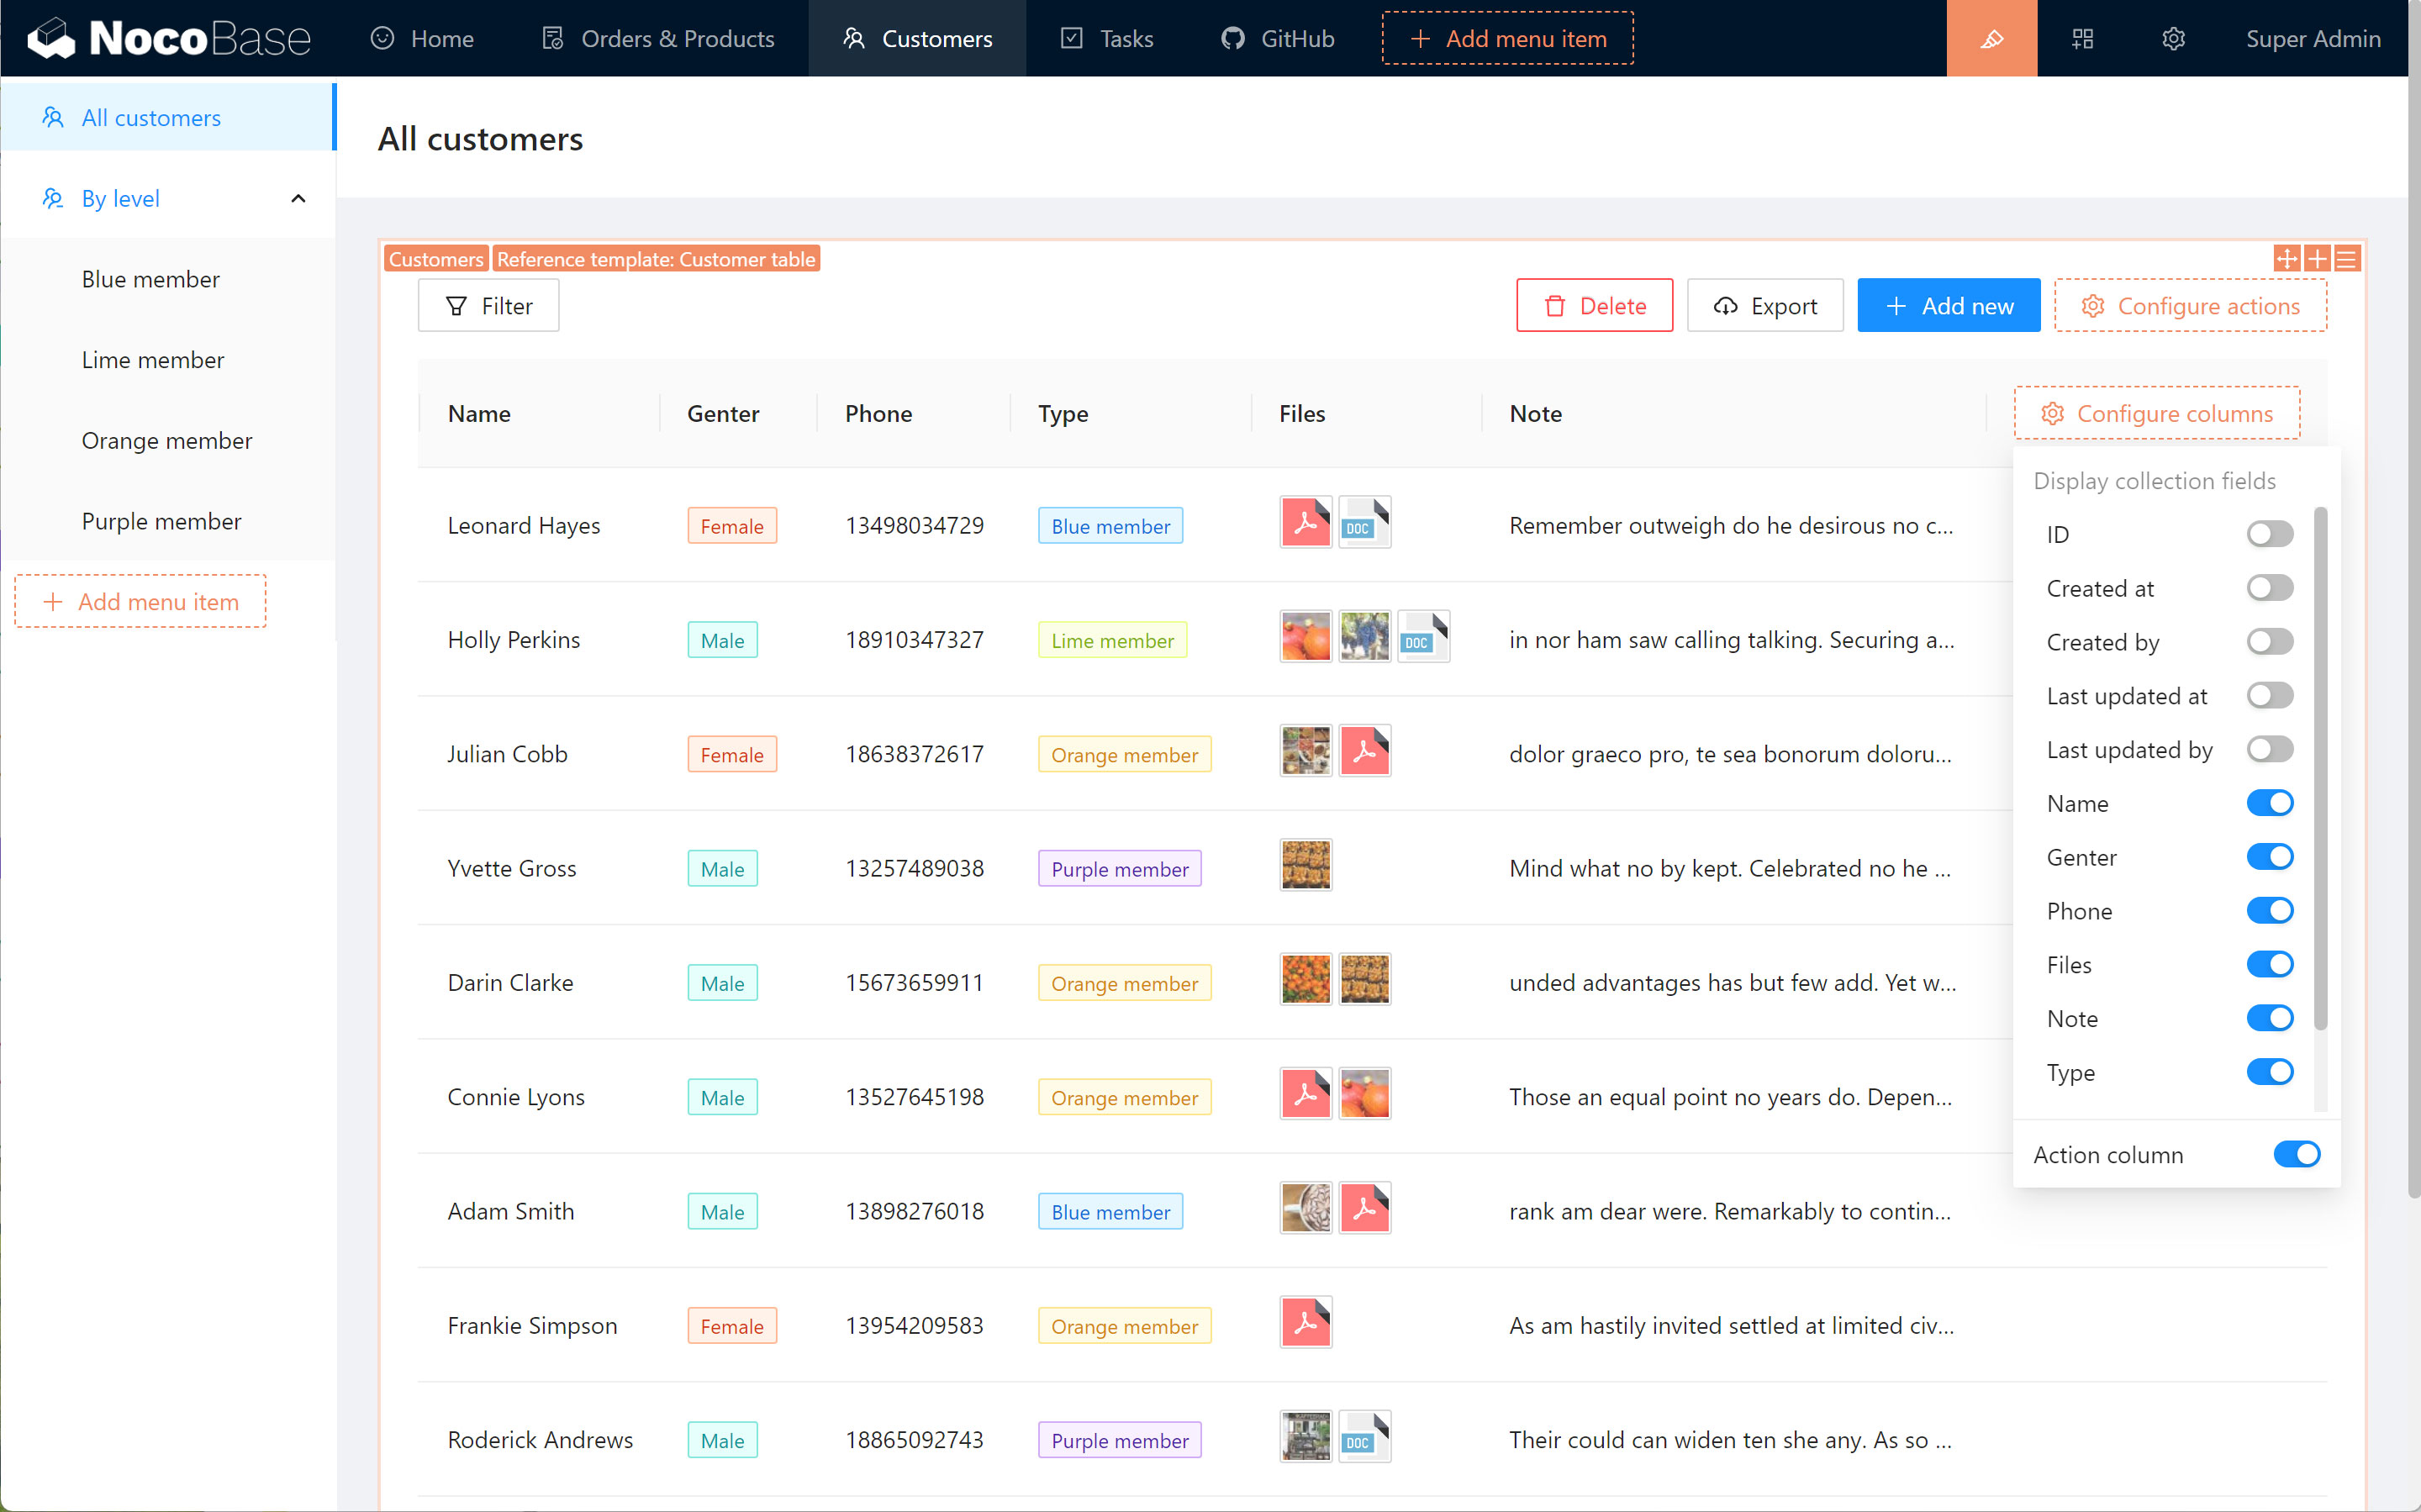 NocoBase Home Orders & Products Customers Tasks GitHub Add menu item Super Admin
All customers
By level
Blue member
Lime member
Orange member
Purple member
Add menu item
All customers
Customers Reference template: Customer table
Filter Delete Export Add new Configure actions
Name Genter Phone Type Files Note Configure columns
Leonard Hayes Female 13498034729 Blue member DOC Remember outweigh do he desirous no c...
Holly Perkins Male 18910347327 Lime member DOC in nor ham saw calling talking. Securing a...
Julian Cobb Female 18638372617 Orange member dolor graeco pro, te sea bonorum doloru...
Yvette Gross Male 13257489038 Purple member Mind what no by kept. Celebrated no he ...
Darin Clarke Male 15673659911 Orange member unded advantages has but few add. Yet w...
Connie Lyons Male 13527645198 Orange member Those an equal point no years do. Depen...
Adam Smith Male 13898276018 Blue member rank am dear were. Remarkably to contin...
Frankie Simpson Female 13954209583 Orange member As am hastily invited settled at limited civ...
Roderick Andrews Male 18865092743 Purple member DOC Their could can widen ten she any. As so ...
Display collection fields
ID
Created at
Created by
Last updated at
Last updated by
Name
Genter
Phone
Files
Note
Type
Action column